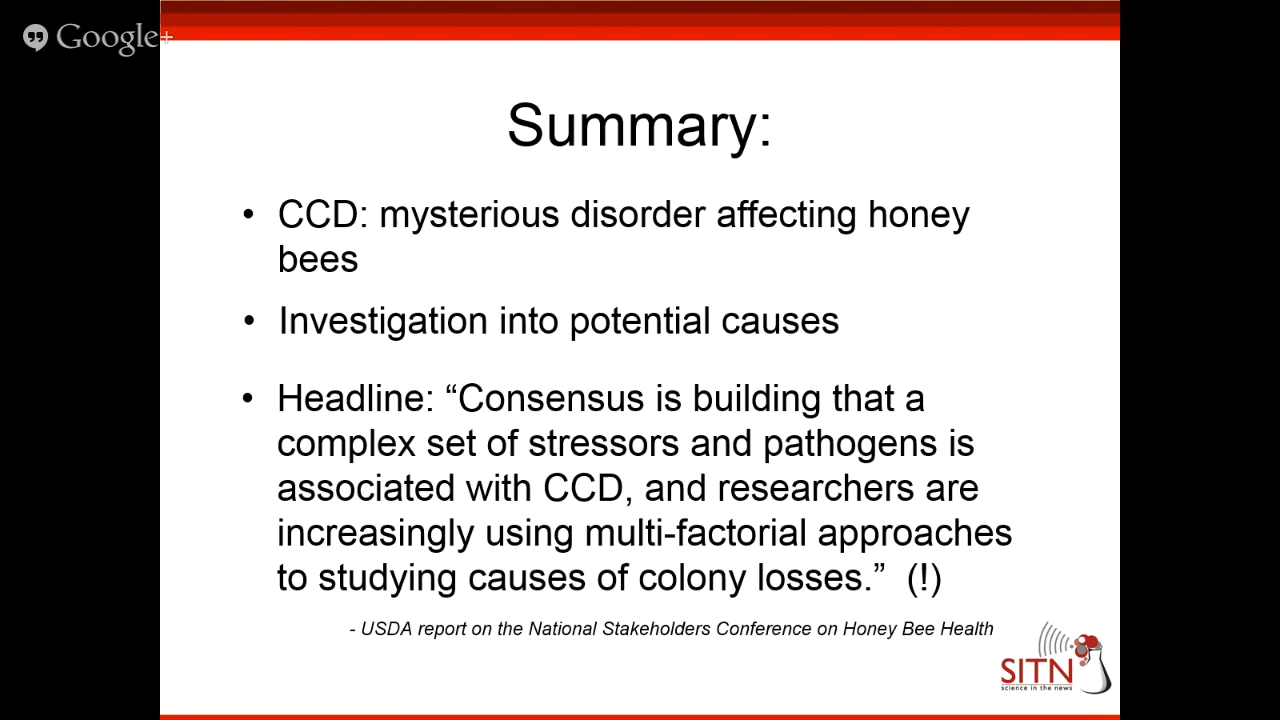 Google+
Summary:
• CCD: mysterious disorder affecting honey
bees
• Investigation into potential causes
• Headline: “Consensus is building that a
complex set of stressors and pathogens is
associated with CCD, and researchers are
increasingly using multi-factorial approaches
to studying causes of colony losses.” (!)
- USDA report on the National Stakeholders Conference on Honey Bee Health
SITN
science in the news